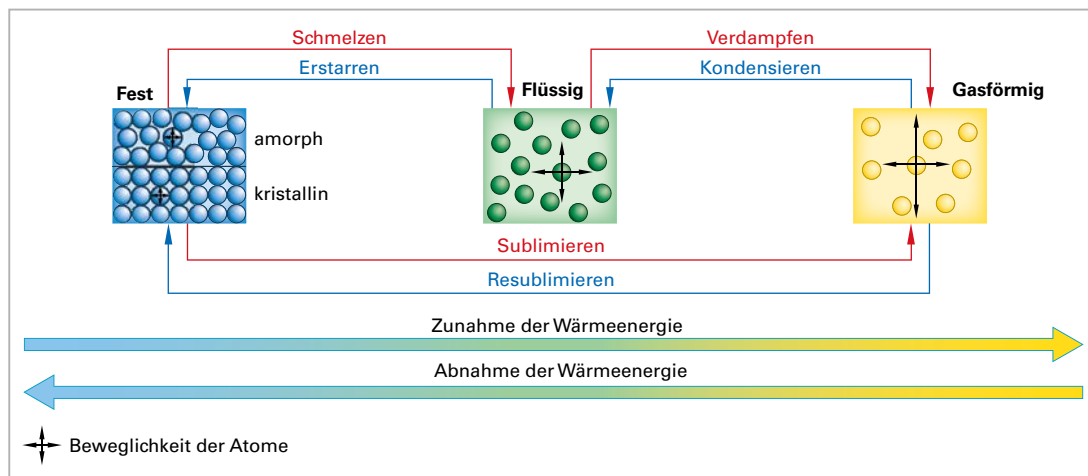 Schmelzen
Verdampfen
Erstarren
Kondensieren
Fest
Flüssig
Gasförmig
amorph
kristallin
Sublimieren
Resublimieren
Zunahme der Wärmeenergie
Abnahme der Wärmeenergie
Beweglichkeit der Atome